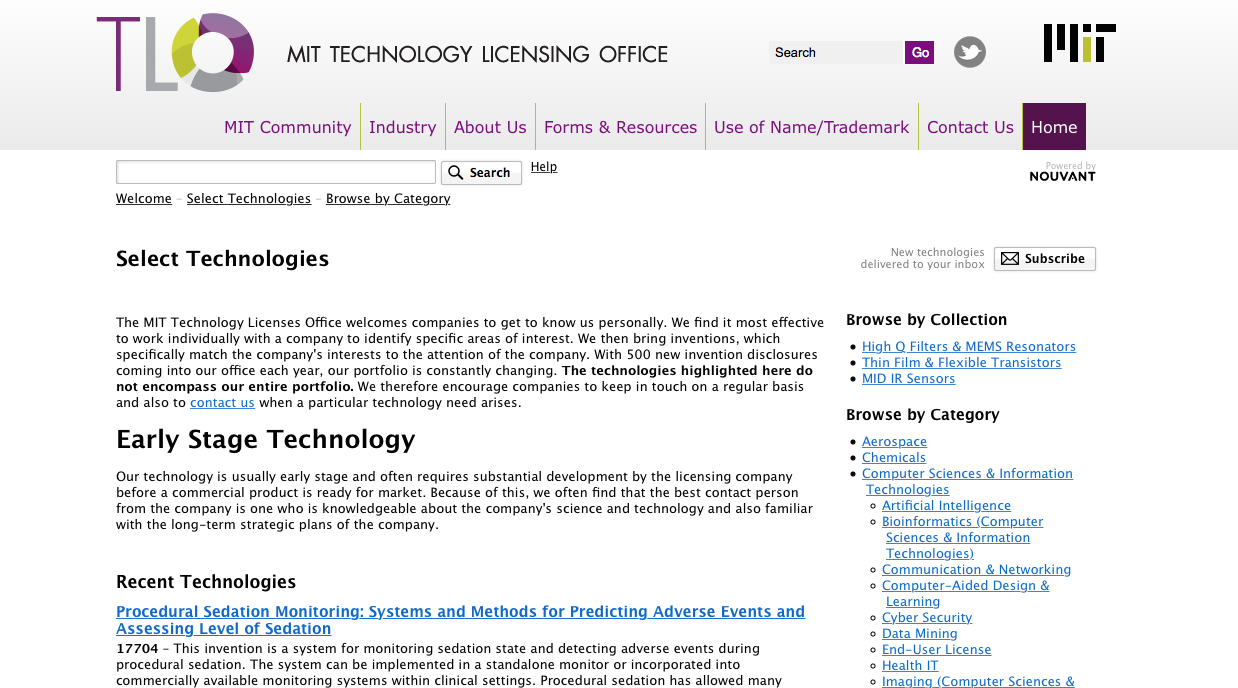 TLO
MIT TECHNOLOGY LICENSING OFFICE
Search
Go
MIT
MIT Community
Industry
About Us
Forms & Resources
Use of Name/Trademark
Contact Us
Home
Search
Help
Powered by
NOUVANT
Welcome - Select Technologies - Browse by Category
Select Technologies
New technologies
delivered to your inbox
Subscribe
The MIT Technology Licenses Office welcomes companies to get to know us personally. We find it most effective
to work individually with a company to identify specific areas of interest. We then bring inventions, which
specifically match the company's interests to the attention of the company. With 500 new invention disclosures
coming into our office each year, our portfolio is constantly changing. The technologies highlighted here do
not encompass our entire portfolio. We therefore encourage companies to keep in touch on a regular basis
and also to contact us when a particular technology need arises.
Early Stage Technology
Our technology is usually early stage and often requires substantial development by the licensing company
before a commercial product is ready for market. Because of this, we often find that the best contact person
from the company is one who is knowledgeable about the company's science and technology and also familiar
with the long-term strategic plans of the company.
Recent Technologies
Procedural Sedation Monitoring: Systems and Methods for Predicting Adverse Events and
Assessing Level of Sedation
17704 - This invention is a system for monitoring sedation state and detecting adverse events during
procedural sedation. The system can be implemented in a standalone monitor or incorporated into
commercially available monitoring systems within clinical settings. Procedural sedation has allowed many
Browse by Collection
High Q Filters & MEMS Resonators
Thin Film & Flexible Transistors
MID IR Sensors
Browse by Category
Aerospace
Chemicals
Computer Sciences & Information
Technologies
Artificial Intelligence
Bioinformatics (Computer
Sciences & Information
Technologies)
Communication & Networking
Computer-Aided Design &
Learning
Cyber Security
Data Mining
End-User License
Health IT
Imaging (Computer Sciences &